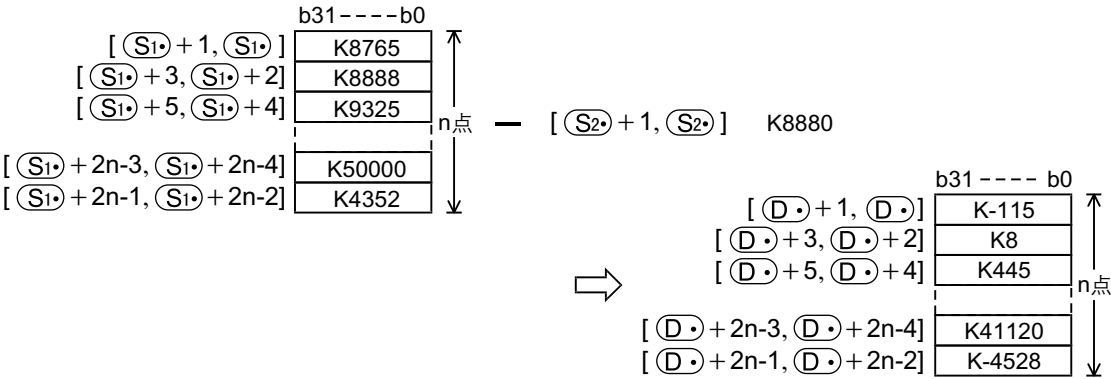 b31----b0
[ (S1•)+1, (S1•) ] K8765
[ (S1•)+3, (S1•)+2] K8888
[ (S1•)+5, (S1•)+4] K9325
n点 − [ (S2•)+1, (S2•) ] K8880
[ (S1•)+2n-3, (S1•)+2n-4] K50000
[ (S1•)+2n-1, (S1•)+2n-2] K4352
b31 ---- b0
[ (D •)+1, (D •)] K-115
[ (D •)+3, (D •)+2] K8
⇨ [ (D •)+5, (D •)+4] K445
n点
[ (D •)+2n-3, (D •)+2n-4] K41120
[ (D •)+2n-1, (D •)+2n-2] K-4528